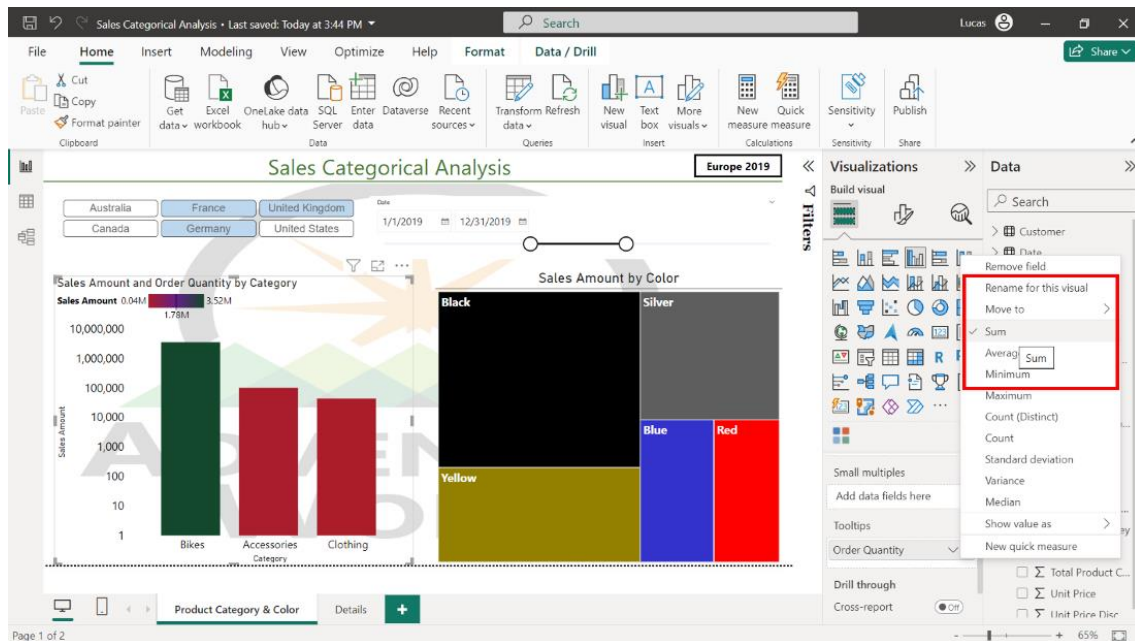 Sales Categorical Analysis • Last saved: Today at 3:44 PM
Search
Lucas
File Home Insert Modeling View Optimize Help Format Data / Drill
Share
Paste
Cut
Copy
Format painter
Clipboard
Get data
Excel workbook
OneLake data hub
SQL Server
Enter data
Dataverse
Recent sources
Data
Transform data
Refresh
Queries
New visual
Text box
More visuals
Insert
New measure
Quick measure
Calculations
Sensitivity
Sensitivity
Publish
Share
Sales Categorical Analysis
Europe 2019
Australia France United Kingdom
Canada Germany United States
Date
1/1/2019 12/31/2019
Filters
Sales Amount and Order Quantity by Category
Sales Amount 0.04M 3.52M
1.78M
10,000,000
1,000,000
100,000
10,000
1,000
100
10
1
Sales Amount
Bikes Accessories Clothing
Category
Sales Amount by Color
Black
Silver
Yellow
Blue
Red
Visualizations
Build visual
123
R
Small multiples
Add data fields here
Tooltips
Order Quantity
Drill through
Cross-report Off
Data
Search
Customer
Date
Remove field
Rename for this visual
Move to
Sum
Sum
Minimum
Maximum
Count (Distinct)
Count
Standard deviation
Variance
Median
Show value as
New quick measure
Total Product C...
Unit Price
Unit Price Disc
Product Category & Color
Details
Page 1 of 2
65%